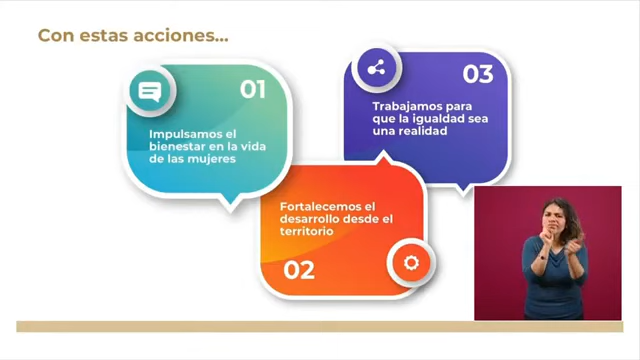 Con estas acciones...
01
Impulsamos el
bienestar en la vida
de las mujeres
Fortalecemos el
desarrollo desde el
territorio
02
03
Trabajamos para
que la igualdad sea
una realidad